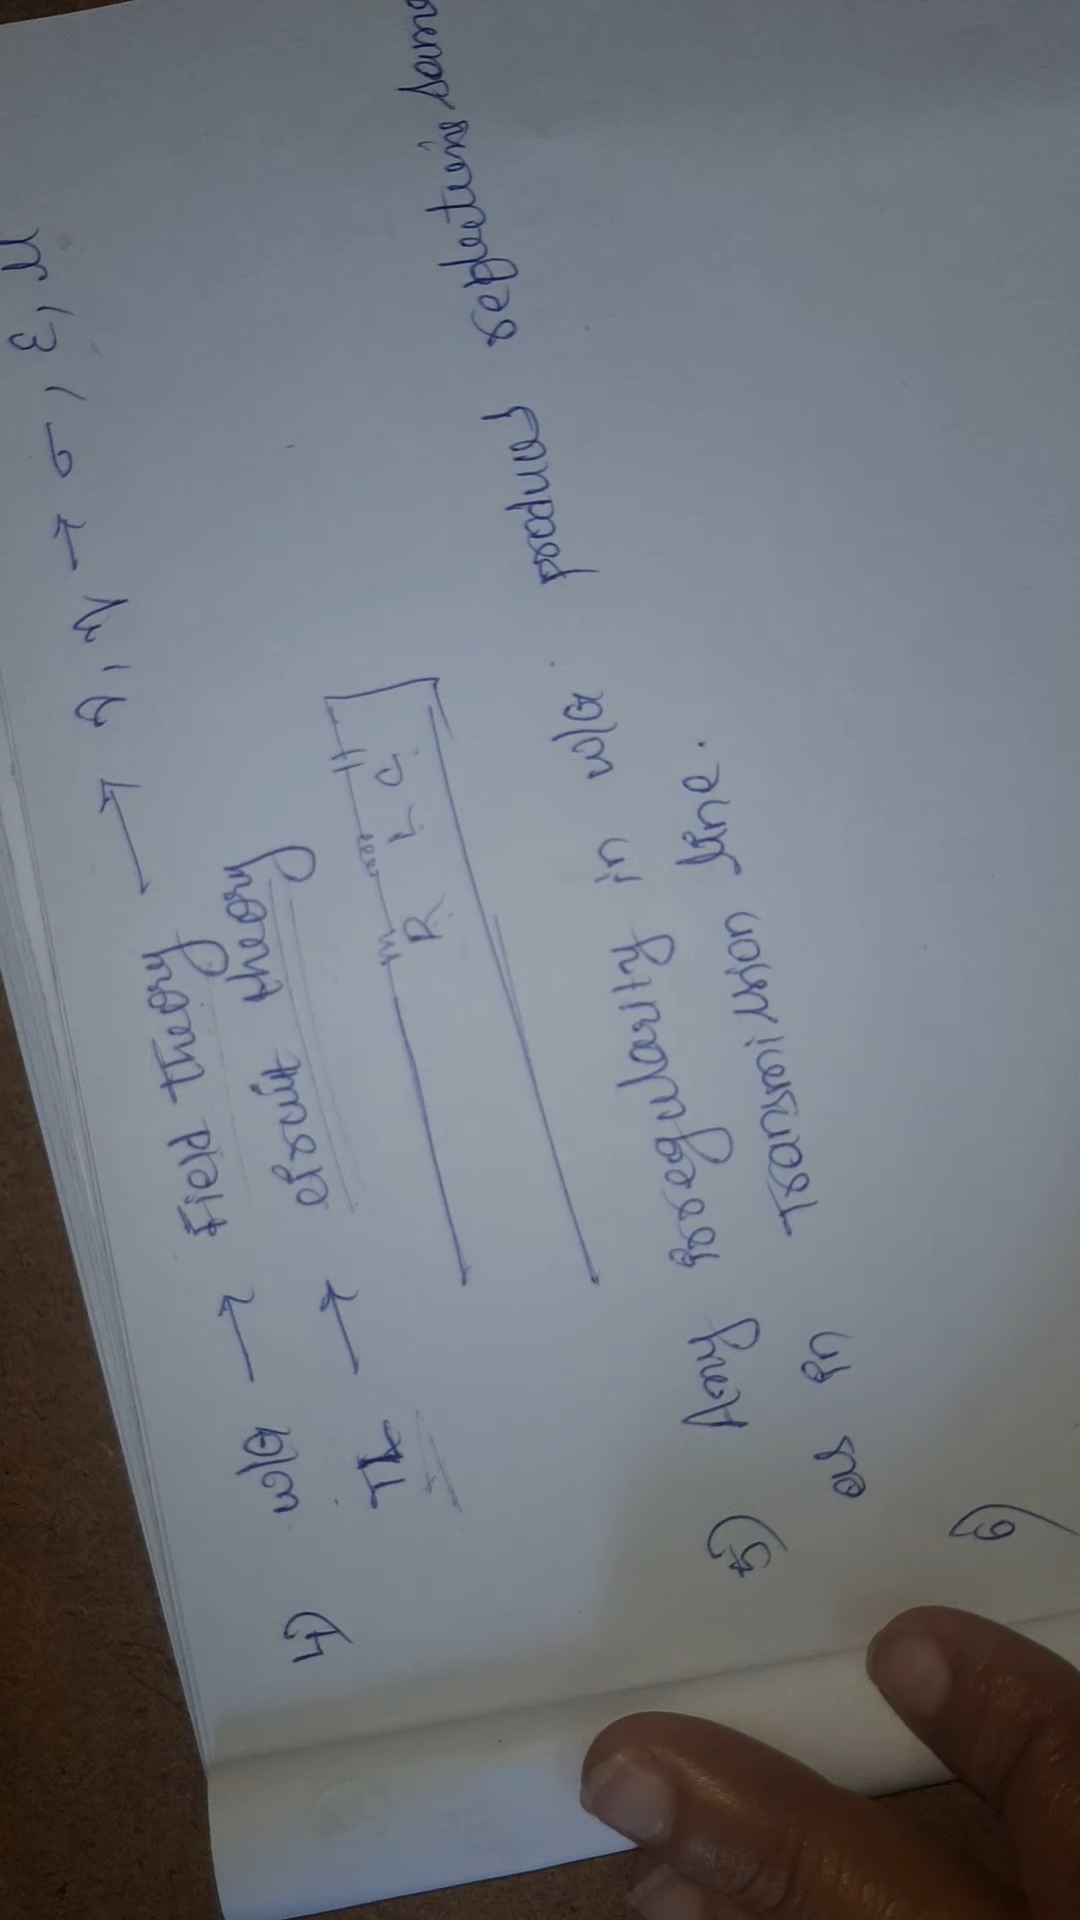 4) W/G → Field Theory → λ, η → σ, ε, μ
TL → circuit theory
R L C
5) Any irregularity in W/G produces reflections same
as in Transmission line.
6)